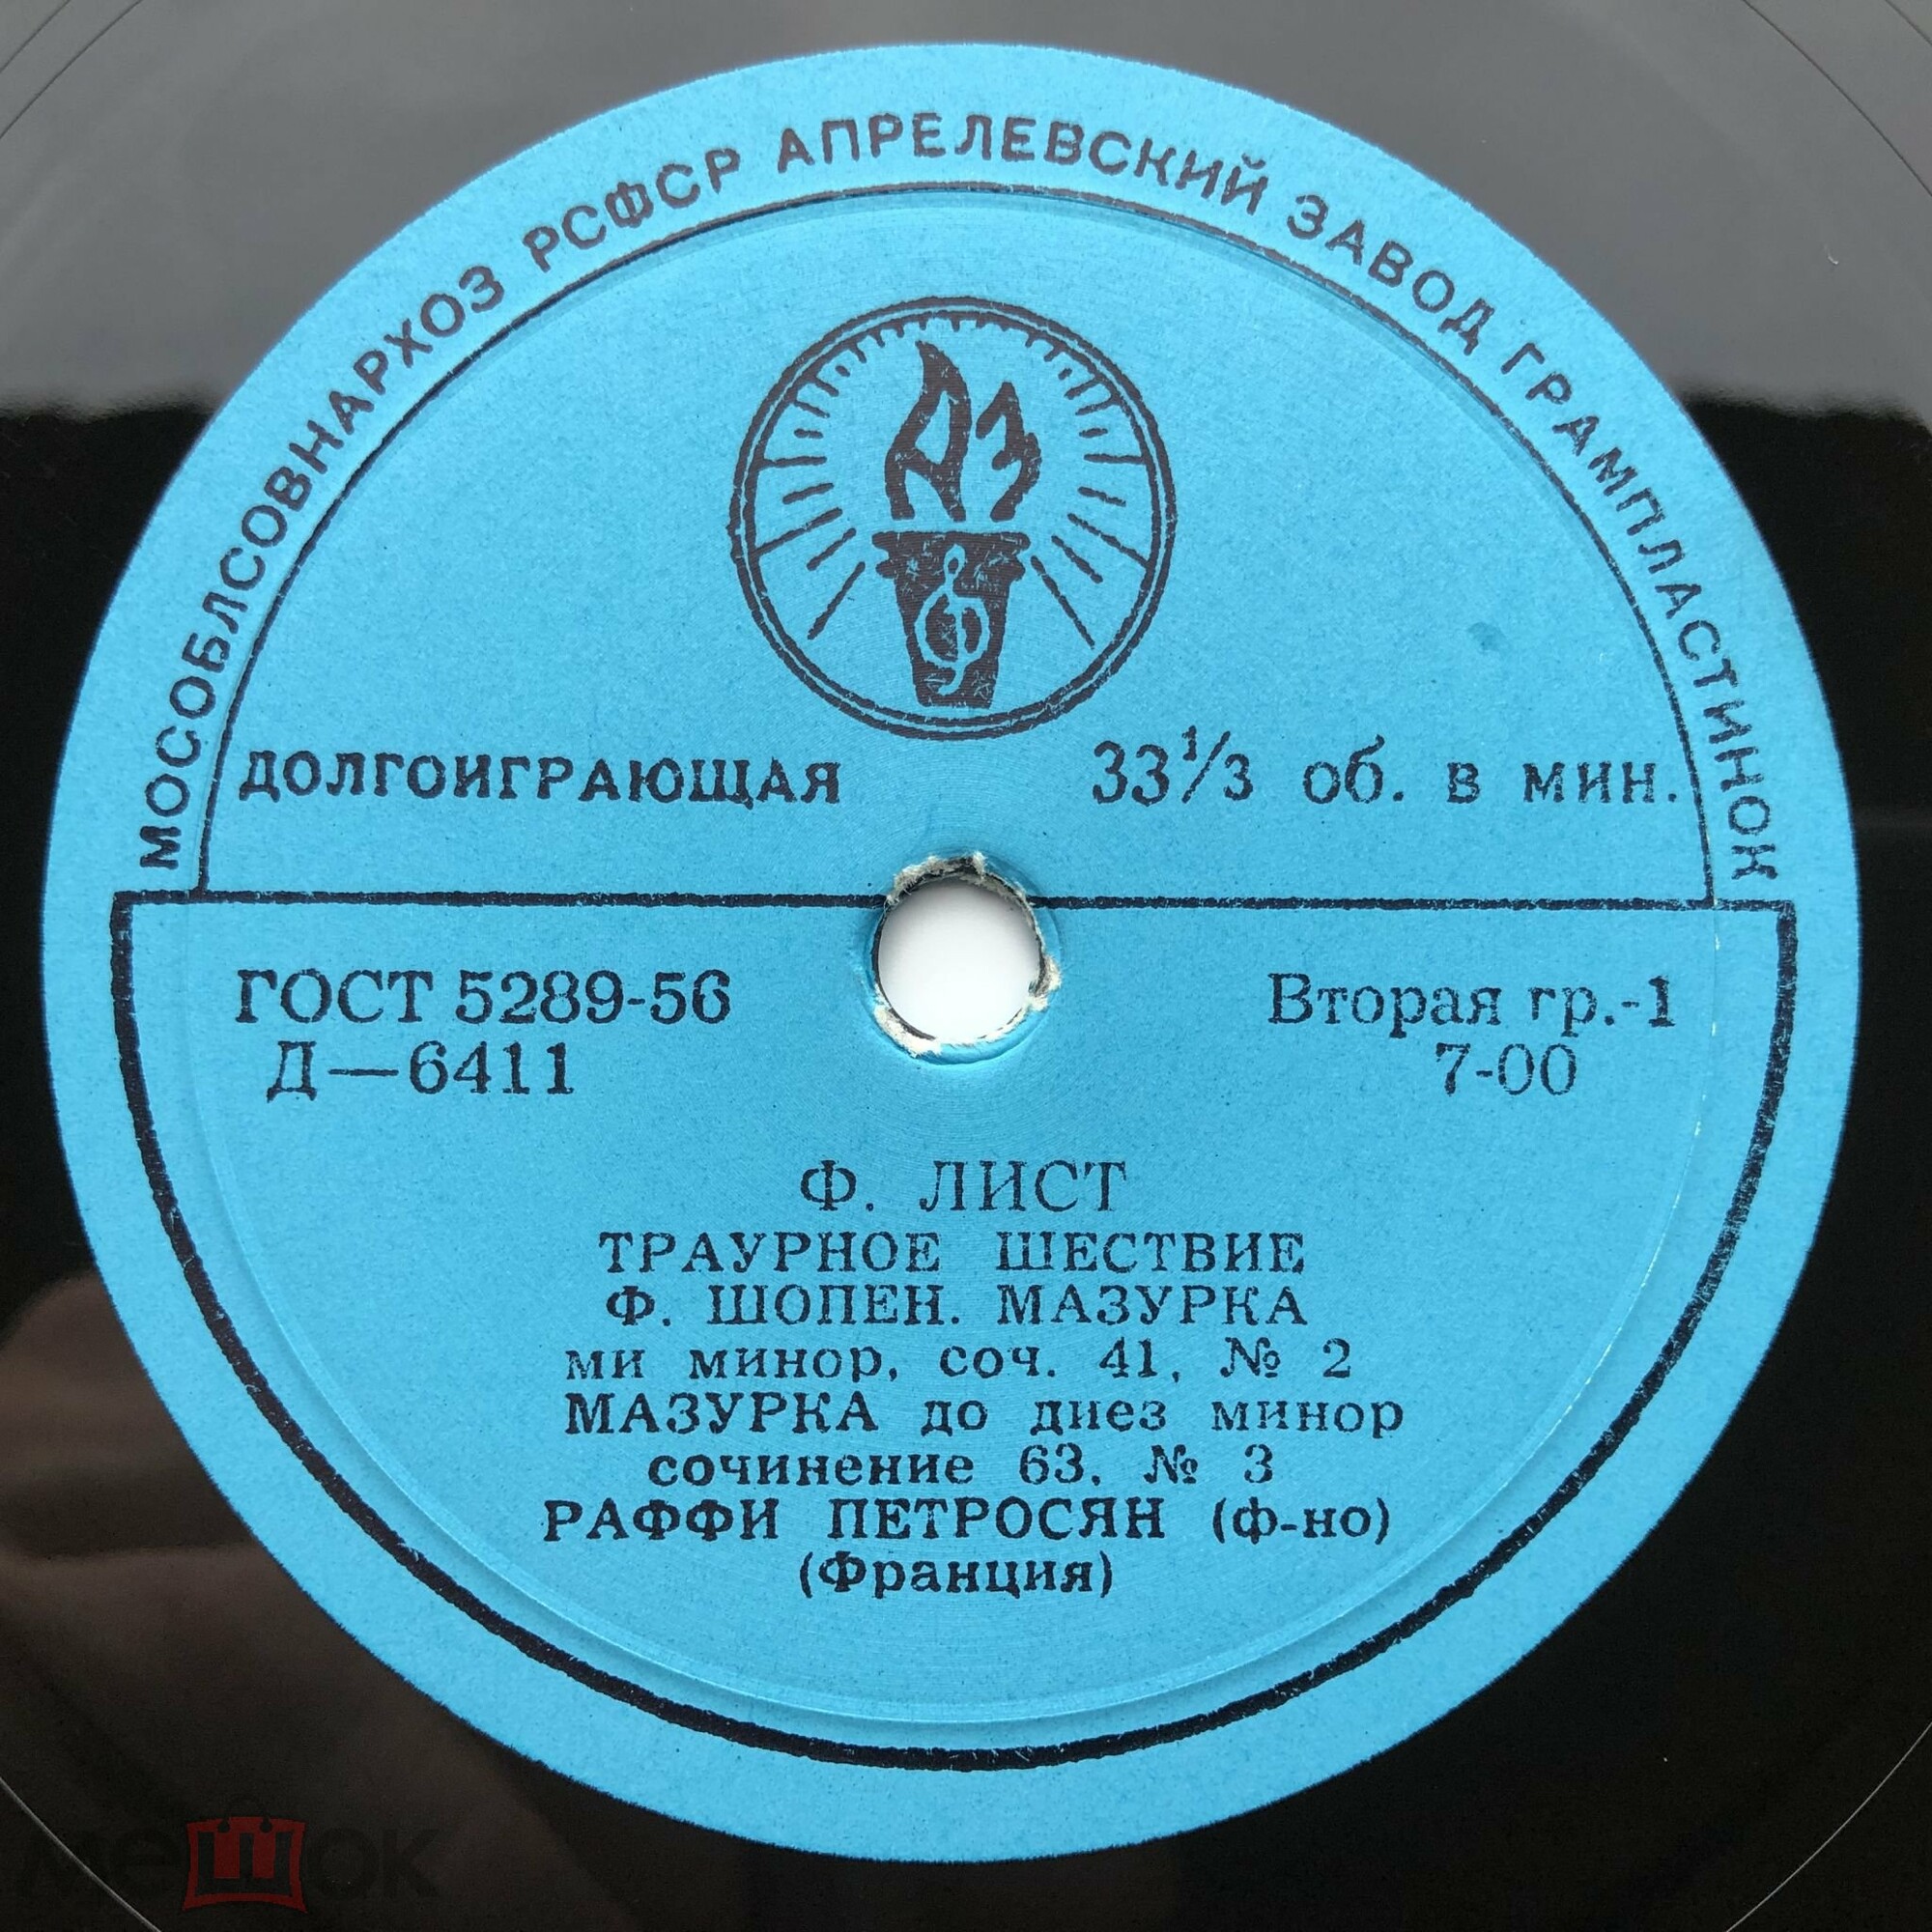 МОСОБЛСОВНАРХОЗ РСФСР АПРЕЛЕВСКИЙ ЗАВОД ГРАМПЛАСТИНОК
АЗ
ДОЛГОИГРАЮЩАЯ 33⅓ об. в мин.
ГОСТ 5289-56 Вторая гр.-1
Д—6411 7-00
Ф. ЛИСТ
ТРАУРНОЕ ШЕСТВИЕ
Ф. ШОПЕН. МАЗУРКА
ми минор, соч. 41, № 2
МАЗУРКА до диез минор
сочинение 63, № 3
РАФФИ ПЕТРОСЯН (ф-но)
(Франция)
мешок